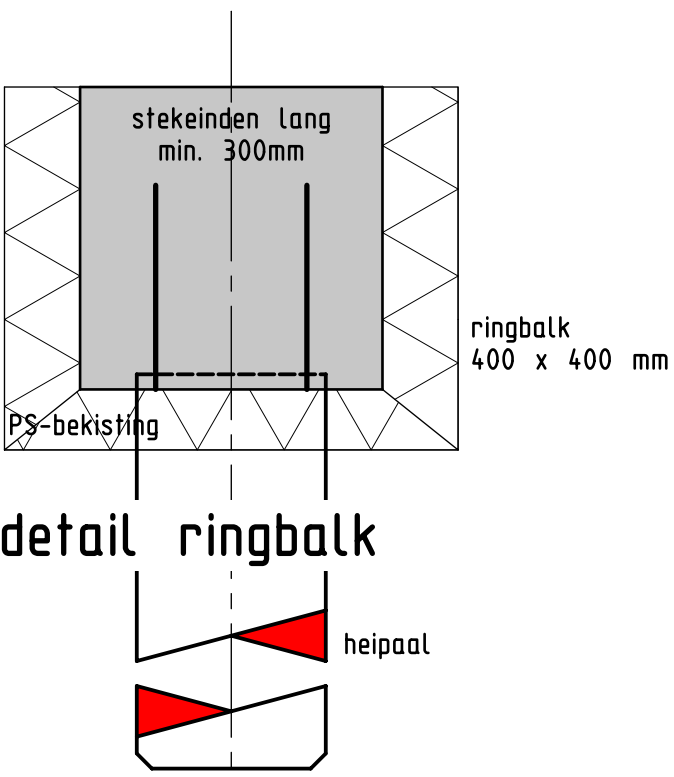 stekeinden lang
min. 300mm
ringbalk
400 x 400 mm
PS-bekisting
detail ringbalk
heipaal